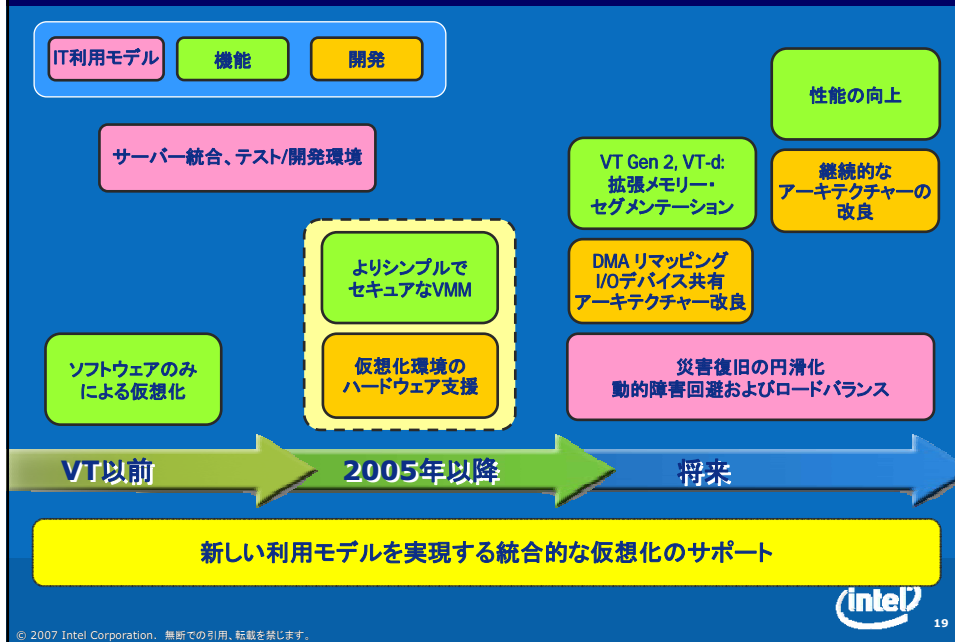 IT利用モデル
機能
開発
性能の向上
サーバー統合、テスト/開発環境
VT Gen 2, VT-d:
拡張メモリー・
セグメンテーション
継続的な
アーキテクチャーの
改良
よりシンプルで
セキュアなVMM
DMA リマッピング
I/Oデバイス共有
アーキテクチャー改良
ソフトウェアのみ
による仮想化
仮想化環境の
ハードウェア支援
災害復旧の円滑化
動的障害回避およびロードバランス
VT以前
2005年以降
将来
新しい利用モデルを実現する統合的な仮想化のサポート
intel
19
© 2007 Intel Corporation. 無断での引用、転載を禁じます。